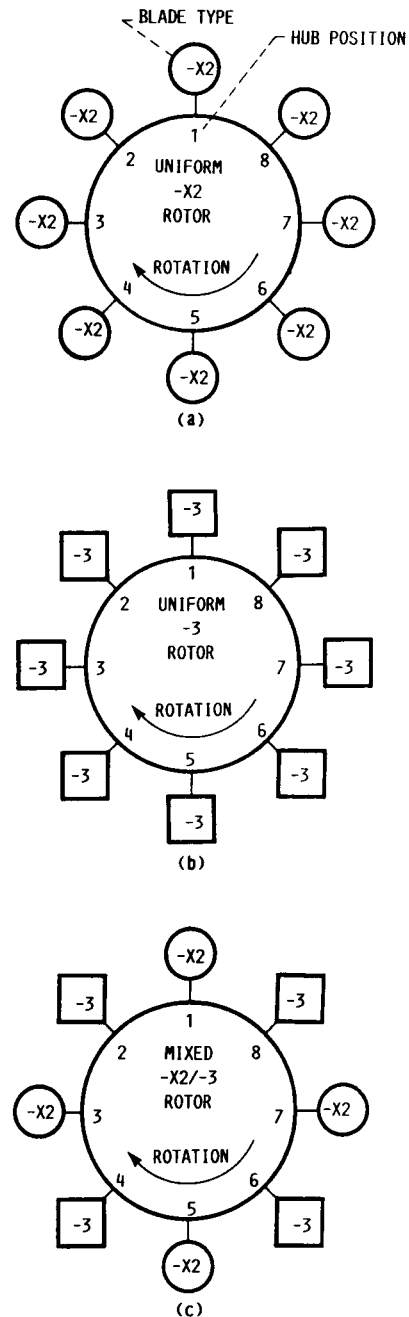 BLADE TYPE
HUB POSITION
-X2
-X2
-X2
1
2
8
UNIFORM
-X2
ROTOR
-X2
3
7
-X2
ROTATION
4
6
5
-X2
-X2
-X2
(a)
-3
-3
-3
1
2
8
UNIFORM
-3
ROTOR
-3
3
7
-3
ROTATION
4
6
5
-3
-3
-3
(b)
-X2
-3
-3
1
2
8
MIXED
-X2/-3
ROTOR
-X2
3
7
-X2
ROTATION
4
6
5
-3
-3
-X2
(c)